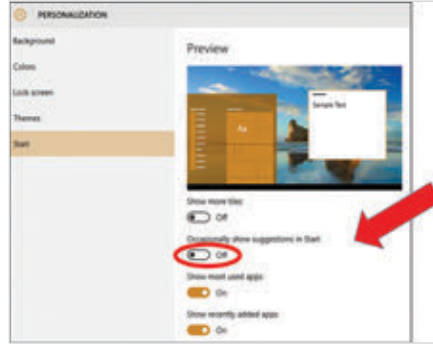 PERSONALIZATION
Background
Colors
Lock screen
Themes
Start
Preview
Sample Text
Aa
Show more tiles
Off
Occasionally show suggestions in Start
Off
Show most used apps
On
Show recently added apps
On